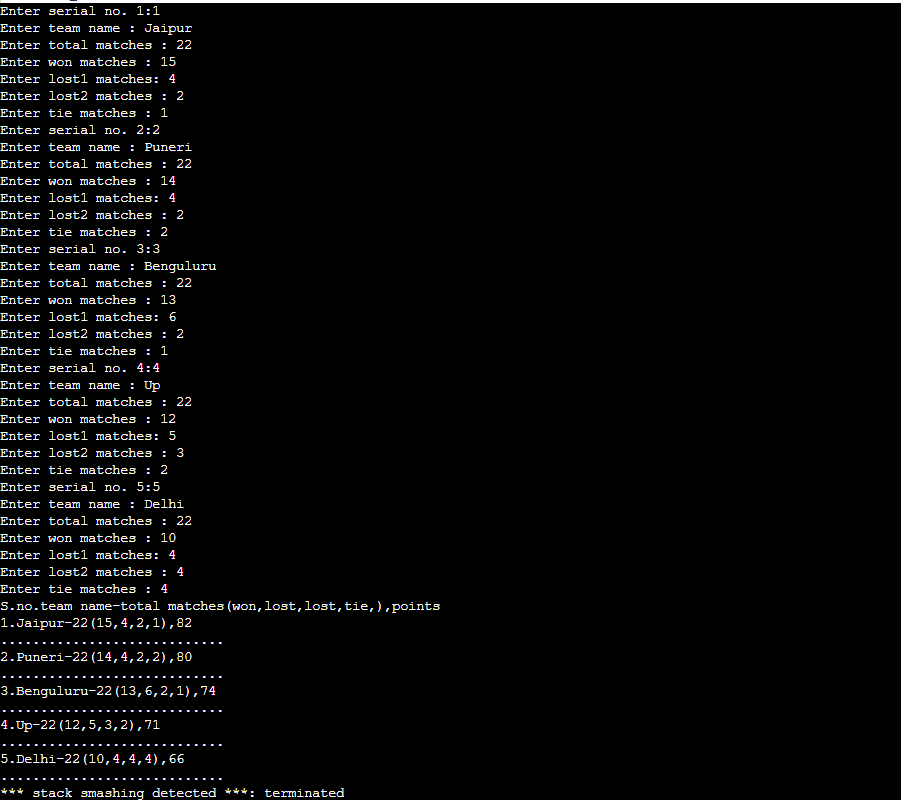 Enter serial no. 1:1
Enter team name : Jaipur
Enter total matches : 22
Enter won matches : 15
Enter lost1 matches: 4
Enter lost2 matches : 2
Enter tie matches : 1
Enter serial no. 2:2
Enter team name : Puneri
Enter total matches : 22
Enter won matches : 14
Enter lost1 matches: 4
Enter lost2 matches : 2
Enter tie matches : 2
Enter serial no. 3:3
Enter team name : Benguluru
Enter total matches : 22
Enter won matches : 13
Enter lost1 matches: 6
Enter lost2 matches : 2
Enter tie matches : 1
Enter serial no. 4:4
Enter team name : Up
Enter total matches : 22
Enter won matches : 12
Enter lost1 matches: 5
Enter lost2 matches : 3
Enter tie matches : 2
Enter serial no. 5:5
Enter team name : Delhi
Enter total matches : 22
Enter won matches : 10
Enter lost1 matches: 4
Enter lost2 matches : 4
Enter tie matches : 4
S.no.team name-total matches(won,lost,lost,tie,),points
1.Jaipur-22(15,4,2,1),82
............................
2.Puneri-22(14,4,2,2),80
............................
3.Benguluru-22(13,6,2,1),74
............................
4.Up-22(12,5,3,2),71
............................
5.Delhi-22(10,4,4,4),66
............................
*** stack smashing detected ***: terminated